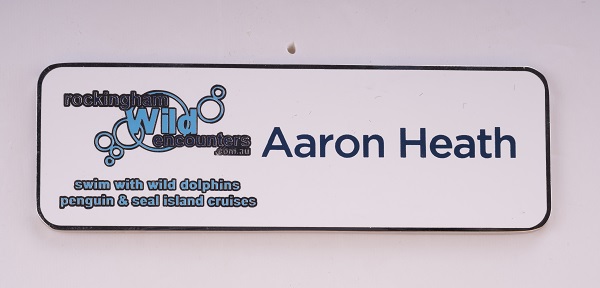 rockingham
Wild
encounters
.com.au
Aaron Heath
swim with wild dolphins
penguin & seal island cruises